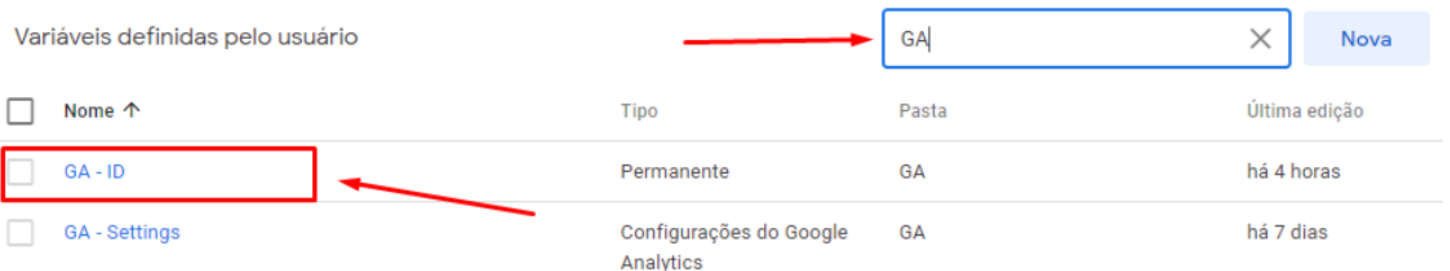 Variáveis definidas pelo usuário
GA
Nova
Nome ↑
Tipo
Pasta
Última edição
GA - ID
Permanente
GA
há 4 horas
GA - Settings
Configurações do Google
Analytics
GA
há 7 dias